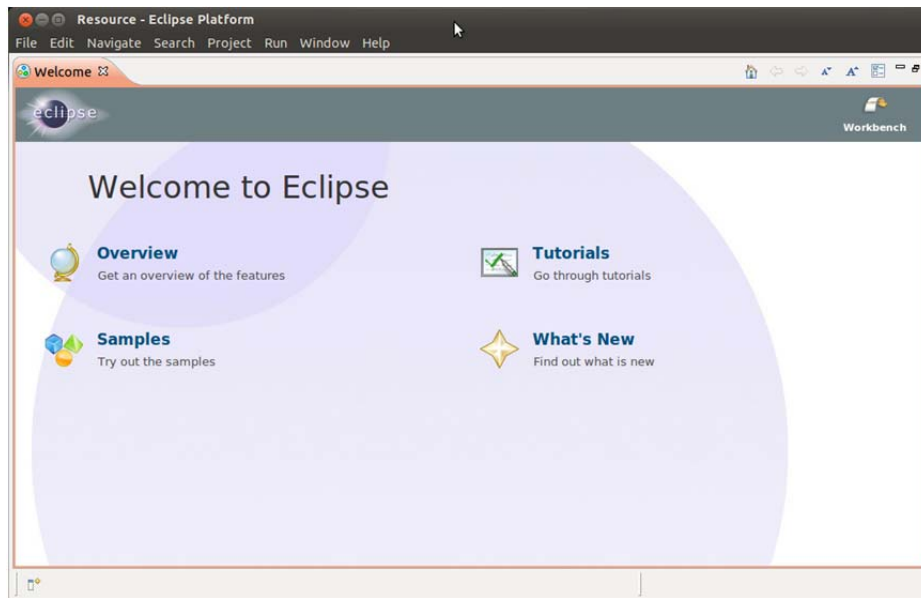 Resource - Eclipse Platform
File Edit Navigate Search Project Run Window Help
Welcome
eclipse
Workbench
Welcome to Eclipse
Overview
Get an overview of the features
Tutorials
Go through tutorials
Samples
Try out the samples
What's New
Find out what is new